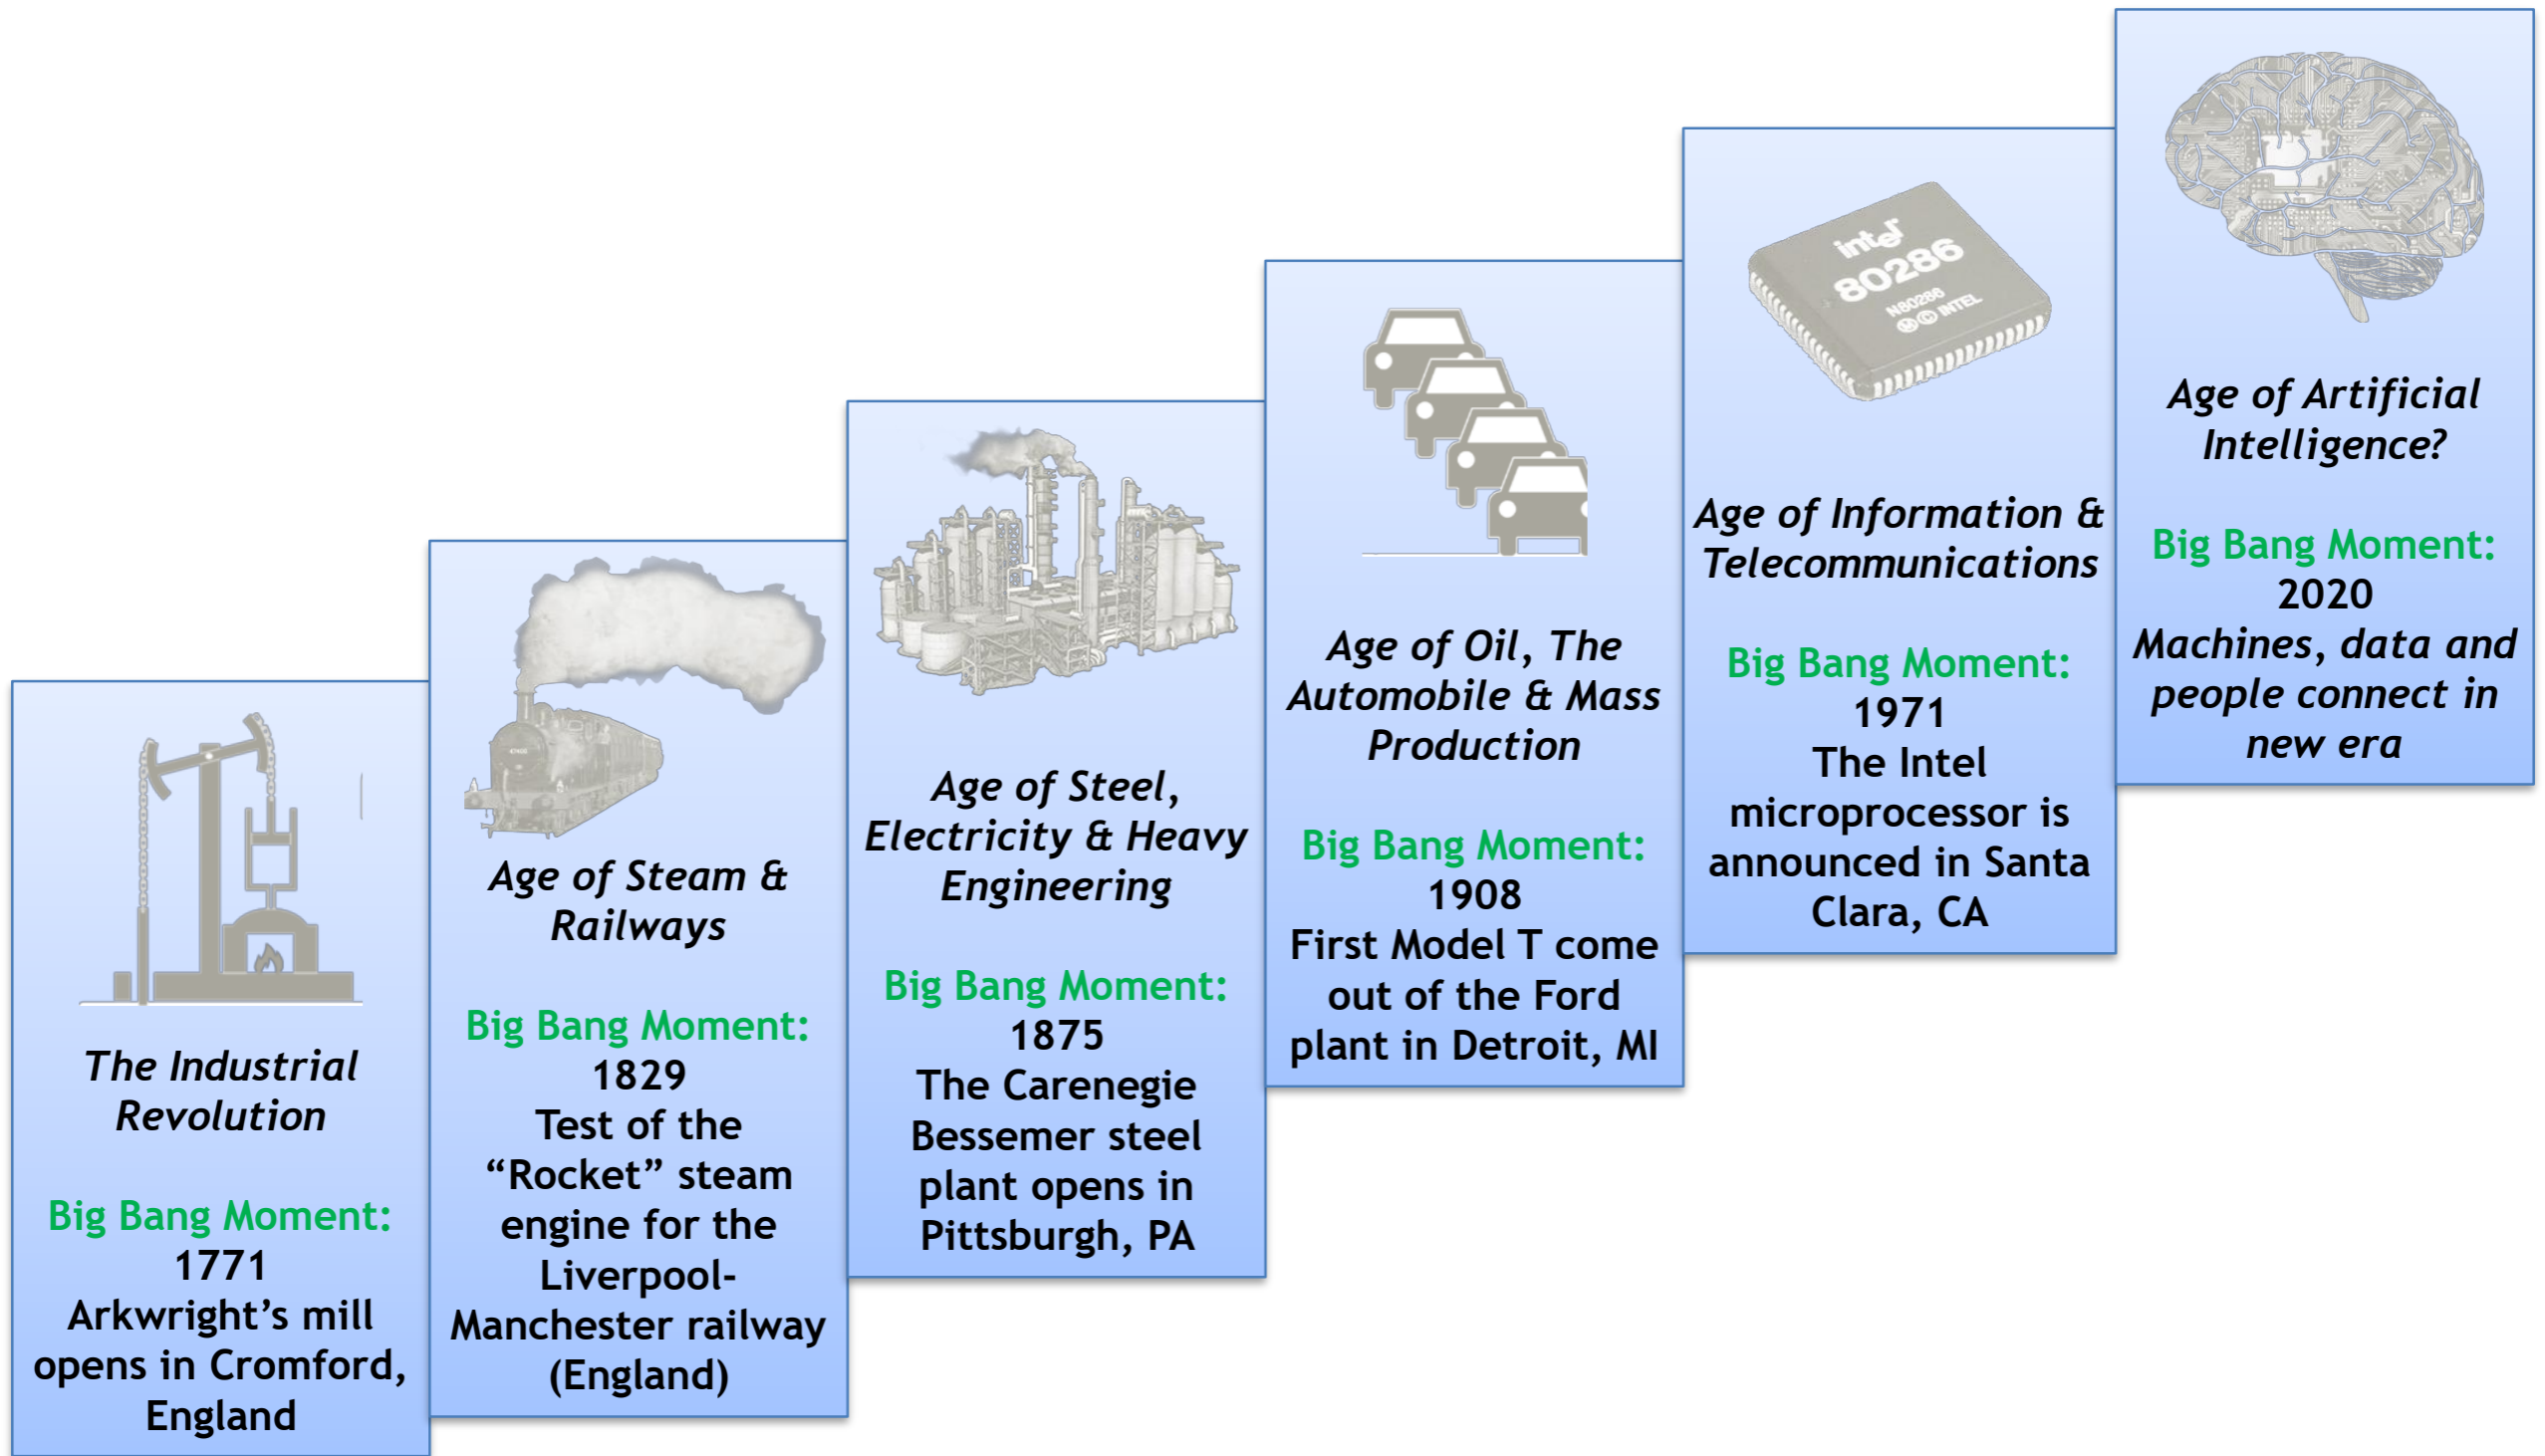 The Industrial
Revolution
Big Bang Moment:
1771
Arkwright’s mill
opens in Cromford,
England
Age of Steam &
Railways
Big Bang Moment:
1829
Test of the
“Rocket” steam
engine for the
Liverpool-
Manchester railway
(England)
Age of Steel,
Electricity & Heavy
Engineering
Big Bang Moment:
1875
The Carenegie
Bessemer steel
plant opens in
Pittsburgh, PA
Age of Oil, The
Automobile & Mass
Production
Big Bang Moment:
1908
First Model T come
out of the Ford
plant in Detroit, MI
intel
80286
N80286
Ⓜ © INTEL
Age of Information &
Telecommunications
Big Bang Moment:
1971
The Intel
microprocessor is
announced in Santa
Clara, CA
Age of Artificial
Intelligence?
Big Bang Moment:
2020
Machines, data and
people connect in
new era